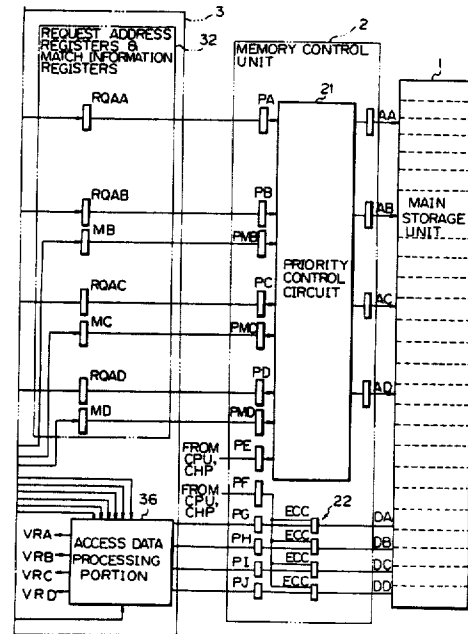 3
REQUEST ADDRESS
REGISTERS &
MATCH INFORMATION
REGISTERS
32
2
MEMORY CONTROL
UNIT
1
21
RQAA
PA
AA
RQAB
PB
AB
MB
PMB
MAIN
STORAGE
UNIT
PRIORITY
CONTROL
CIRCUIT
RQAC
PC
AC
MC
PMC
RQAD
PD
AD
MD
PMD
FROM
CPU,
CHP
PE
FROM
CPU,
CHP
PF
36
22
ACCESS DATA
PROCESSING
PORTION
VRA
VRB
VRC
VRD
PG
ECC
DA
PH
ECC
DB
PI
ECC
DC
PJ
ECC
DD